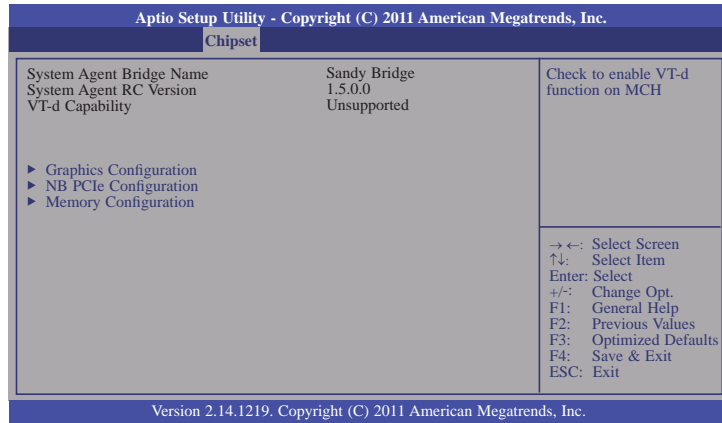 Aptio Setup Utility - Copyright (C) 2011 American Megatrends, Inc.
Chipset
System Agent Bridge Name Sandy Bridge
System Agent RC Version 1.5.0.0
VT-d Capability Unsupported
▶ Graphics Configuration
▶ NB PCIe Configuration
▶ Memory Configuration
Check to enable VT-d
function on MCH
→←: Select Screen
↑↓: Select Item
Enter: Select
+/-: Change Opt.
F1: General Help
F2: Previous Values
F3: Optimized Defaults
F4: Save & Exit
ESC: Exit
Version 2.14.1219. Copyright (C) 2011 American Megatrends, Inc.